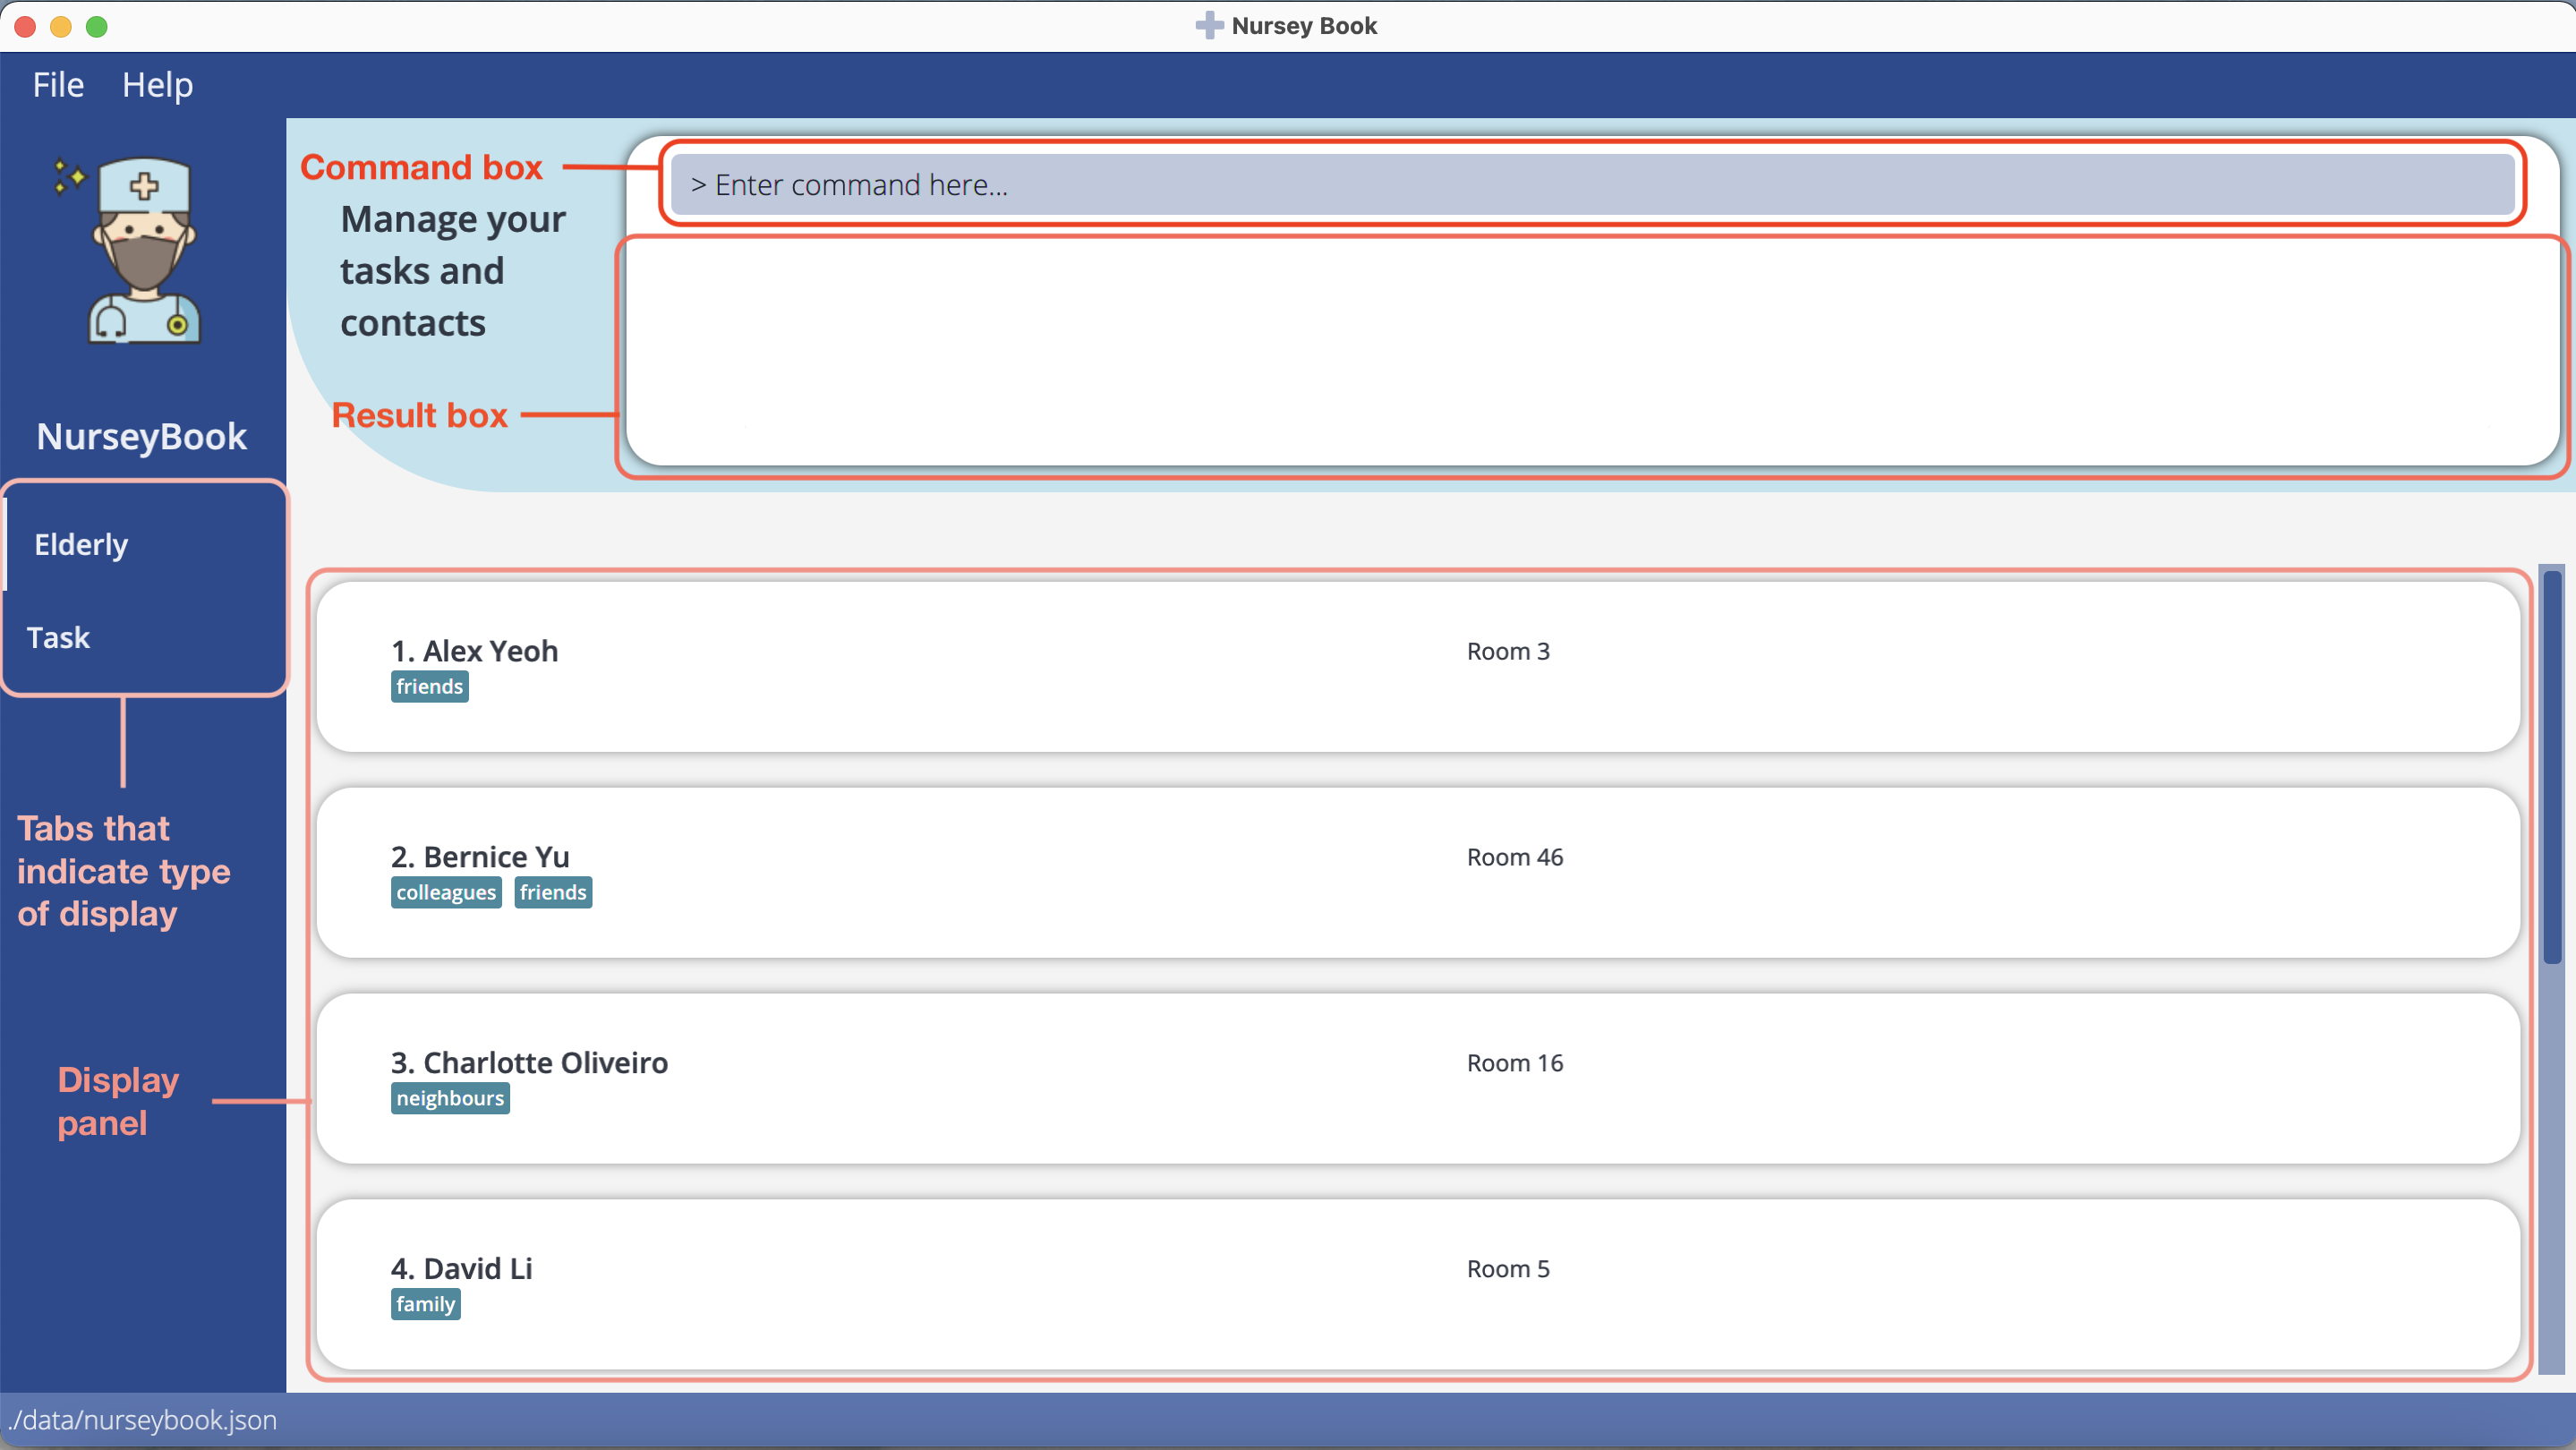 Nursey Book
File Help
Command box
> Enter command here...
Manage your
tasks and
contacts
Result box
NurseyBook
Elderly
Task
Tabs that
indicate type
of display
Display
panel
1. Alex Yeoh Room 3
friends
2. Bernice Yu Room 46
colleagues friends
3. Charlotte Oliveiro Room 16
neighbours
4. David Li Room 5
family
./data/nurseybook.json